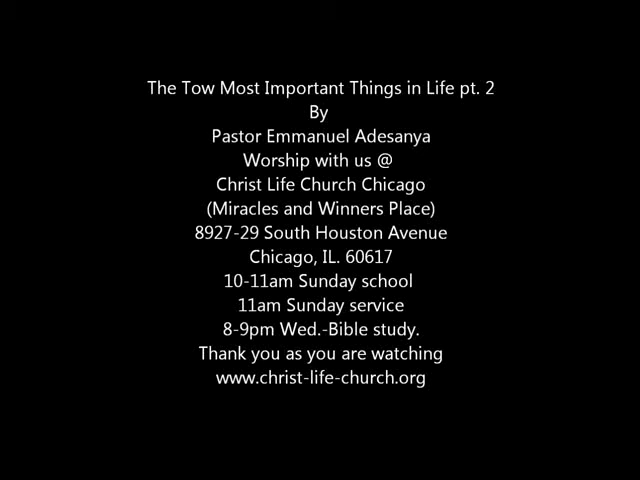 The Tow Most Important Things in Life pt. 2
By
Pastor Emmanuel Adesanya
Worship with us @
Christ Life Church Chicago
(Miracles and Winners Place)
8927-29 South Houston Avenue
Chicago, IL. 60617
10-11am Sunday school
11am Sunday service
8-9pm Wed.-Bible study.
Thank you as you are watching
www.christ-life-church.org